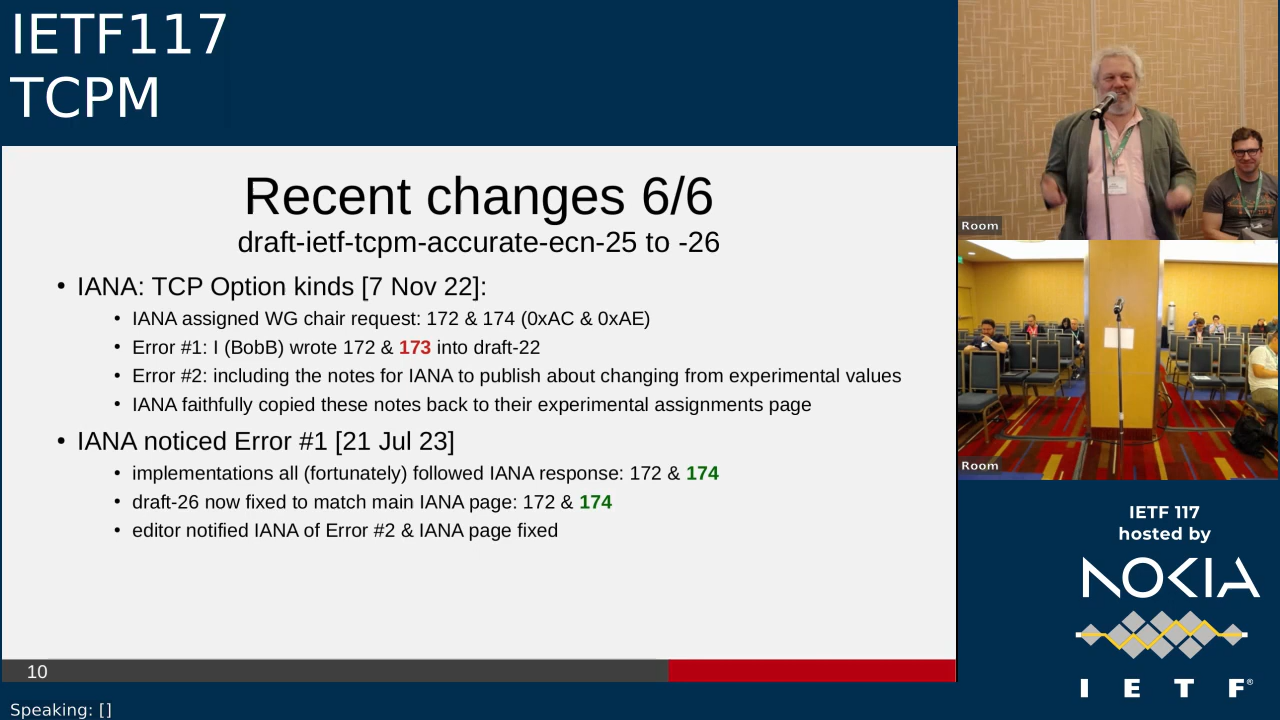 IETF117
TCPM
Recent changes 6/6
draft-ietf-tcpm-accurate-ecn-25 to -26
• IANA: TCP Option kinds [7 Nov 22]:
• IANA assigned WG chair request: 172 & 174 (0xAC & 0xAE)
• Error #1: I (BobB) wrote 172 & 173 into draft-22
• Error #2: including the notes for IANA to publish about changing from experimental values
• IANA faithfully copied these notes back to their experimental assignments page
• IANA noticed Error #1 [21 Jul 23]
• implementations all (fortunately) followed IANA response: 172 & 174
• draft-26 now fixed to match main IANA page: 172 & 174
• editor notified IANA of Error #2 & IANA page fixed
10
Speaking: []
Room
Room
IETF 117
hosted by
NOKIA
IETF®